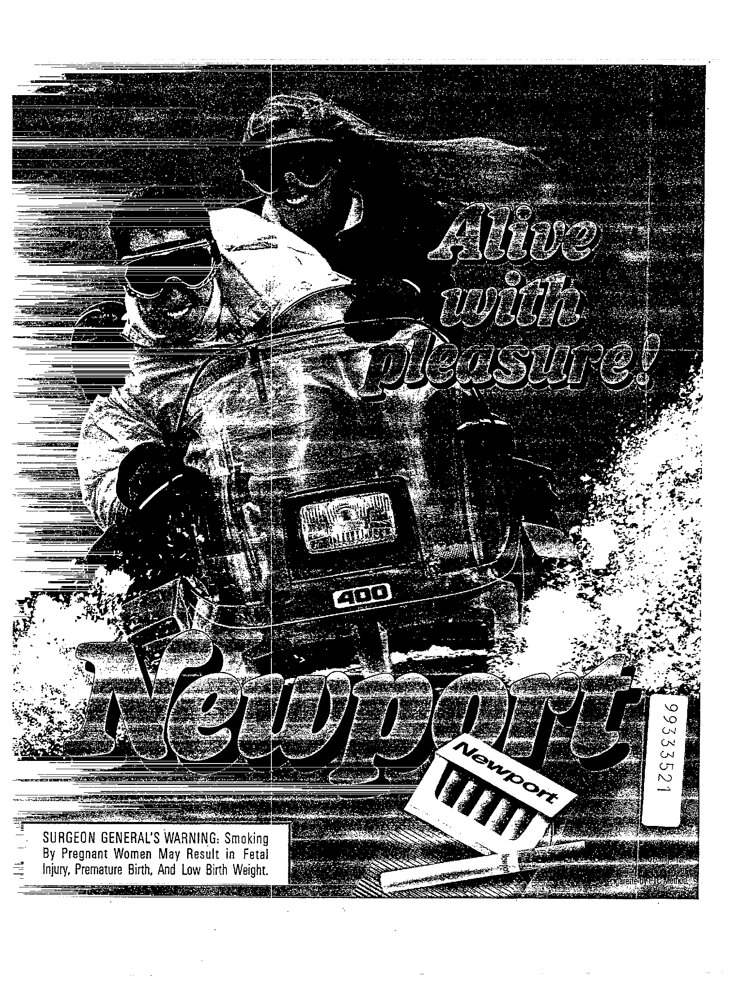 Alive
with
pleasure!
400
Newport
Newport
99333521
SURGEON GENERAL'S WARNING: Smoking
By Pregnant Women May Result in Fetal
Injury, Premature Birth, And Low Birth Weight.